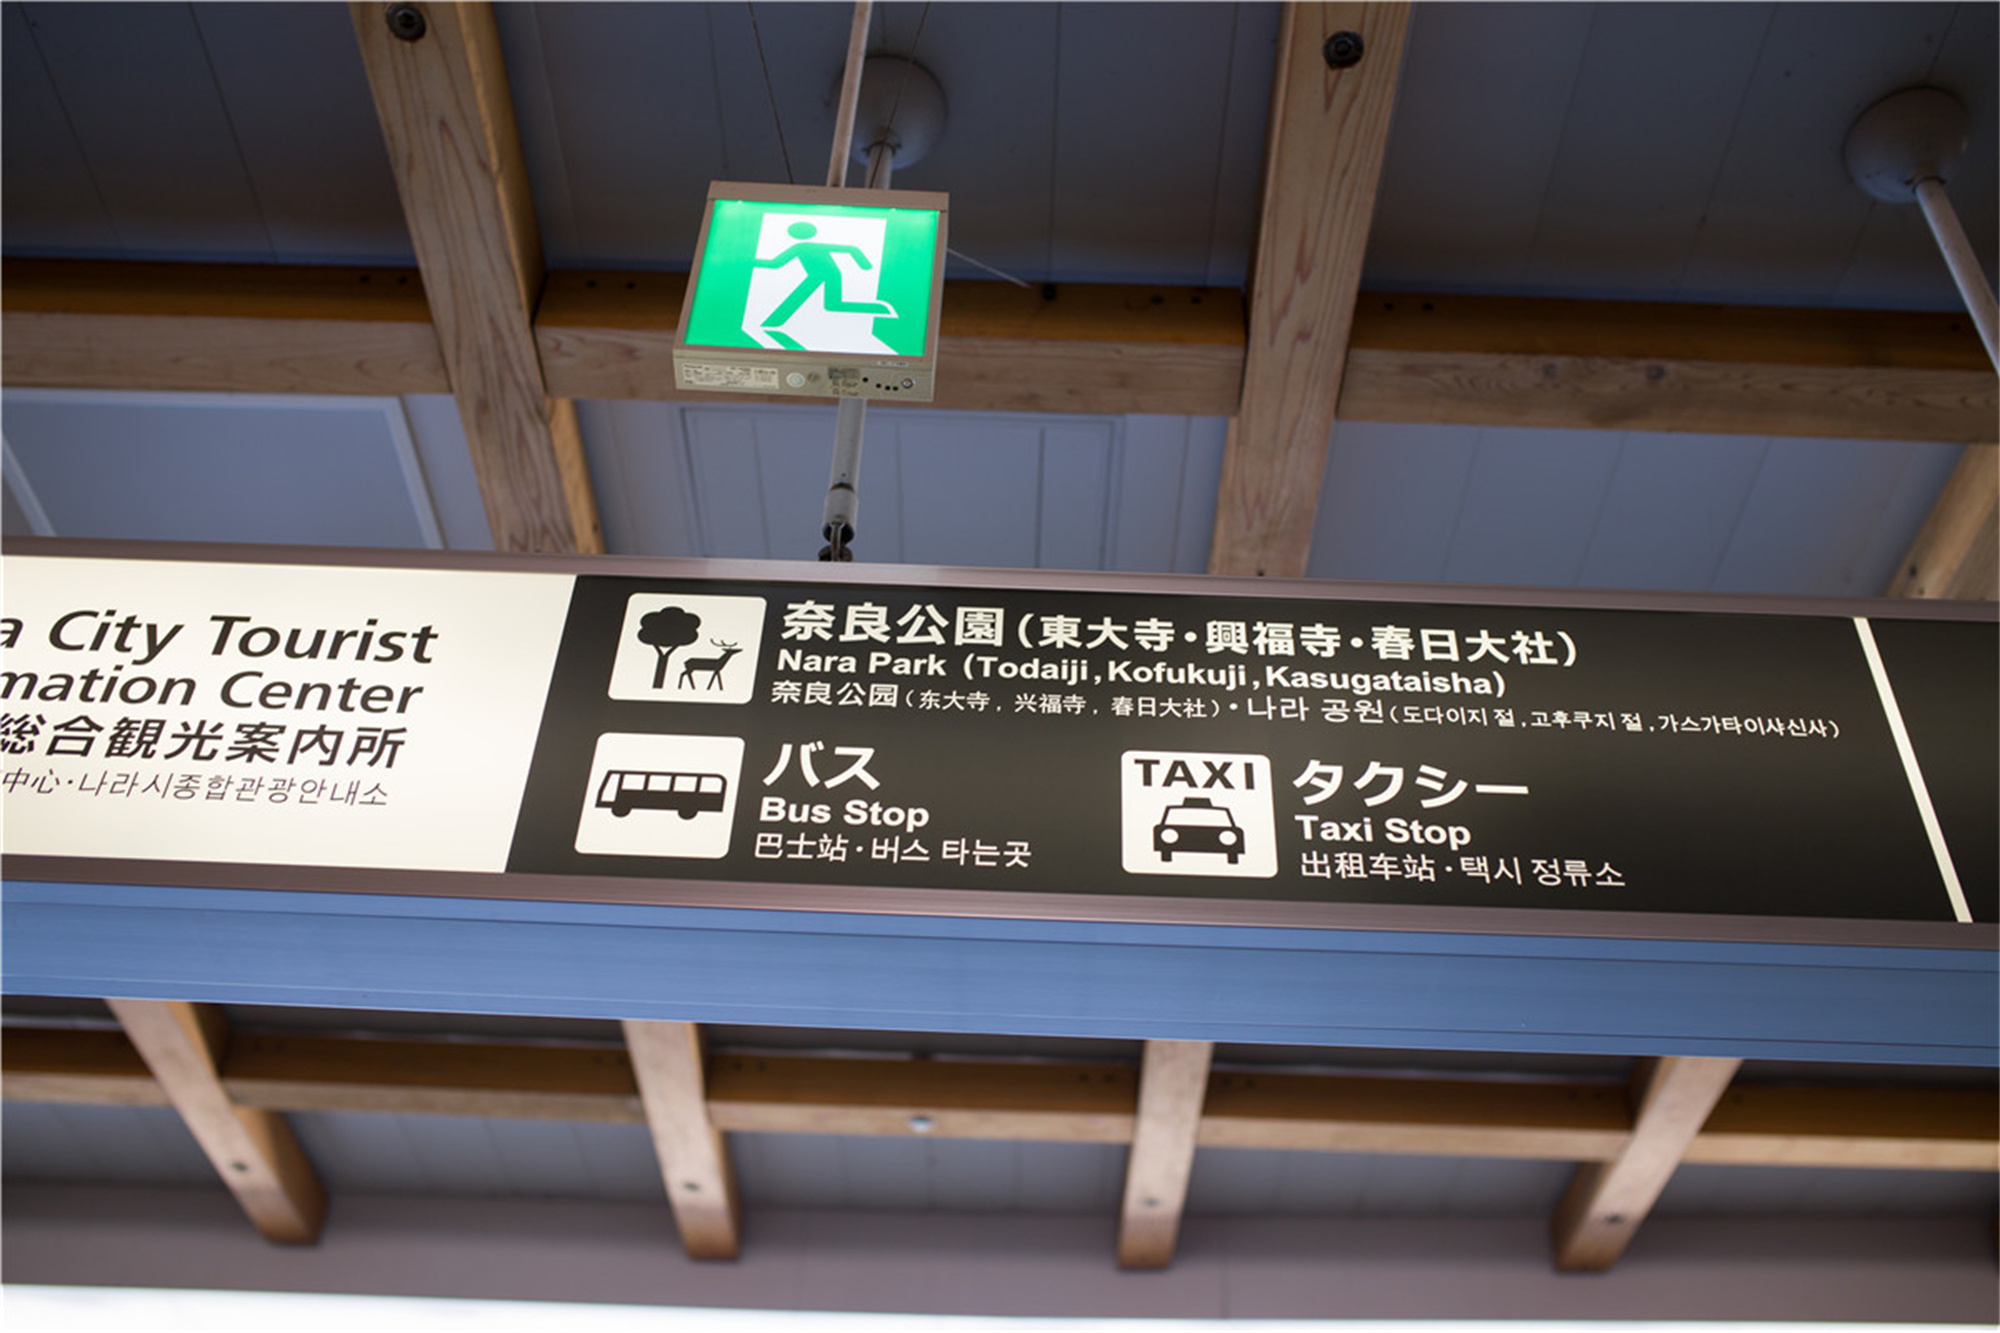 a City Tourist
mation Center
総合観光案内所
中心·나라시종합관광안내소
奈良公園(東大寺・興福寺・春日大社)
Nara Park (Todaiji,Kofukuji,Kasugataisha)
奈良公园(东大寺, 兴福寺, 春日大社)·나라 공원(도다이지 절,고후쿠지 절,가스가타이샤신사)
バス
Bus Stop
巴士站·버스 타는곳
TAXI
タクシー
Taxi Stop
出租车站·택시 정류소